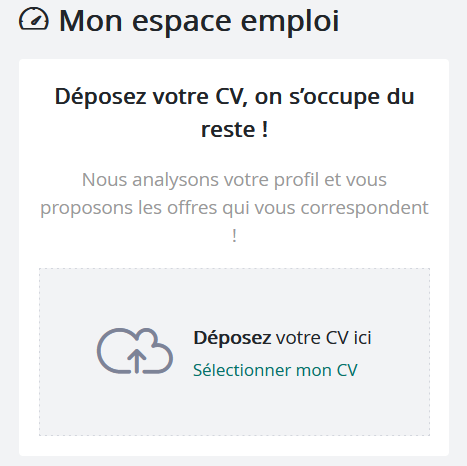 Mon espace emploi
Déposez votre CV, on s’occupe du
reste !
Nous analysons votre profil et vous
proposons les offres qui vous correspondent
!
Déposez votre CV ici
Sélectionner mon CV